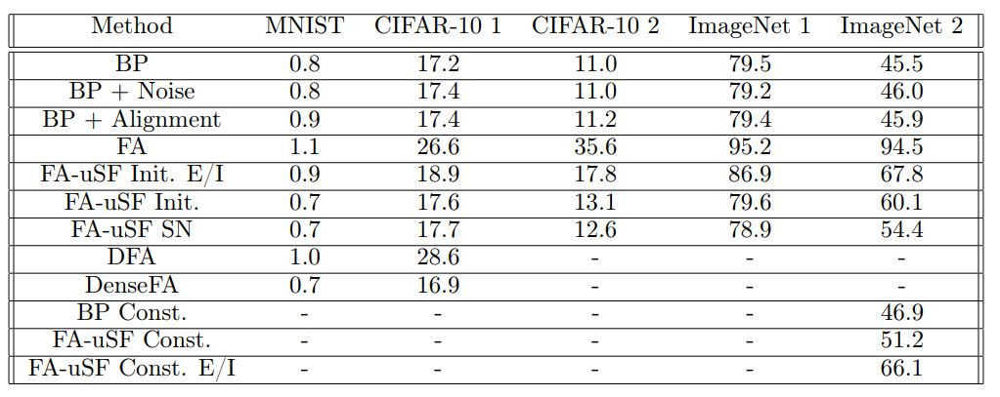 Method MNIST CIFAR-10 1 CIFAR-10 2 ImageNet 1 ImageNet 2
BP 0.8 17.2 11.0 79.5 45.5
BP + Noise 0.8 17.4 11.0 79.2 46.0
BP + Alignment 0.9 17.4 11.2 79.4 45.9
FA 1.1 26.6 35.6 95.2 94.5
FA-uSF Init. E/I 0.9 18.9 17.8 86.9 67.8
FA-uSF Init. 0.7 17.6 13.1 79.6 60.1
FA-uSF SN 0.7 17.7 12.6 78.9 54.4
DFA 1.0 28.6 - - -
DenseFA 0.7 16.9 - - -
BP Const. - - - - 46.9
FA-uSF Const. - - - - 51.2
FA-uSF Const. E/I - - - - 66.1